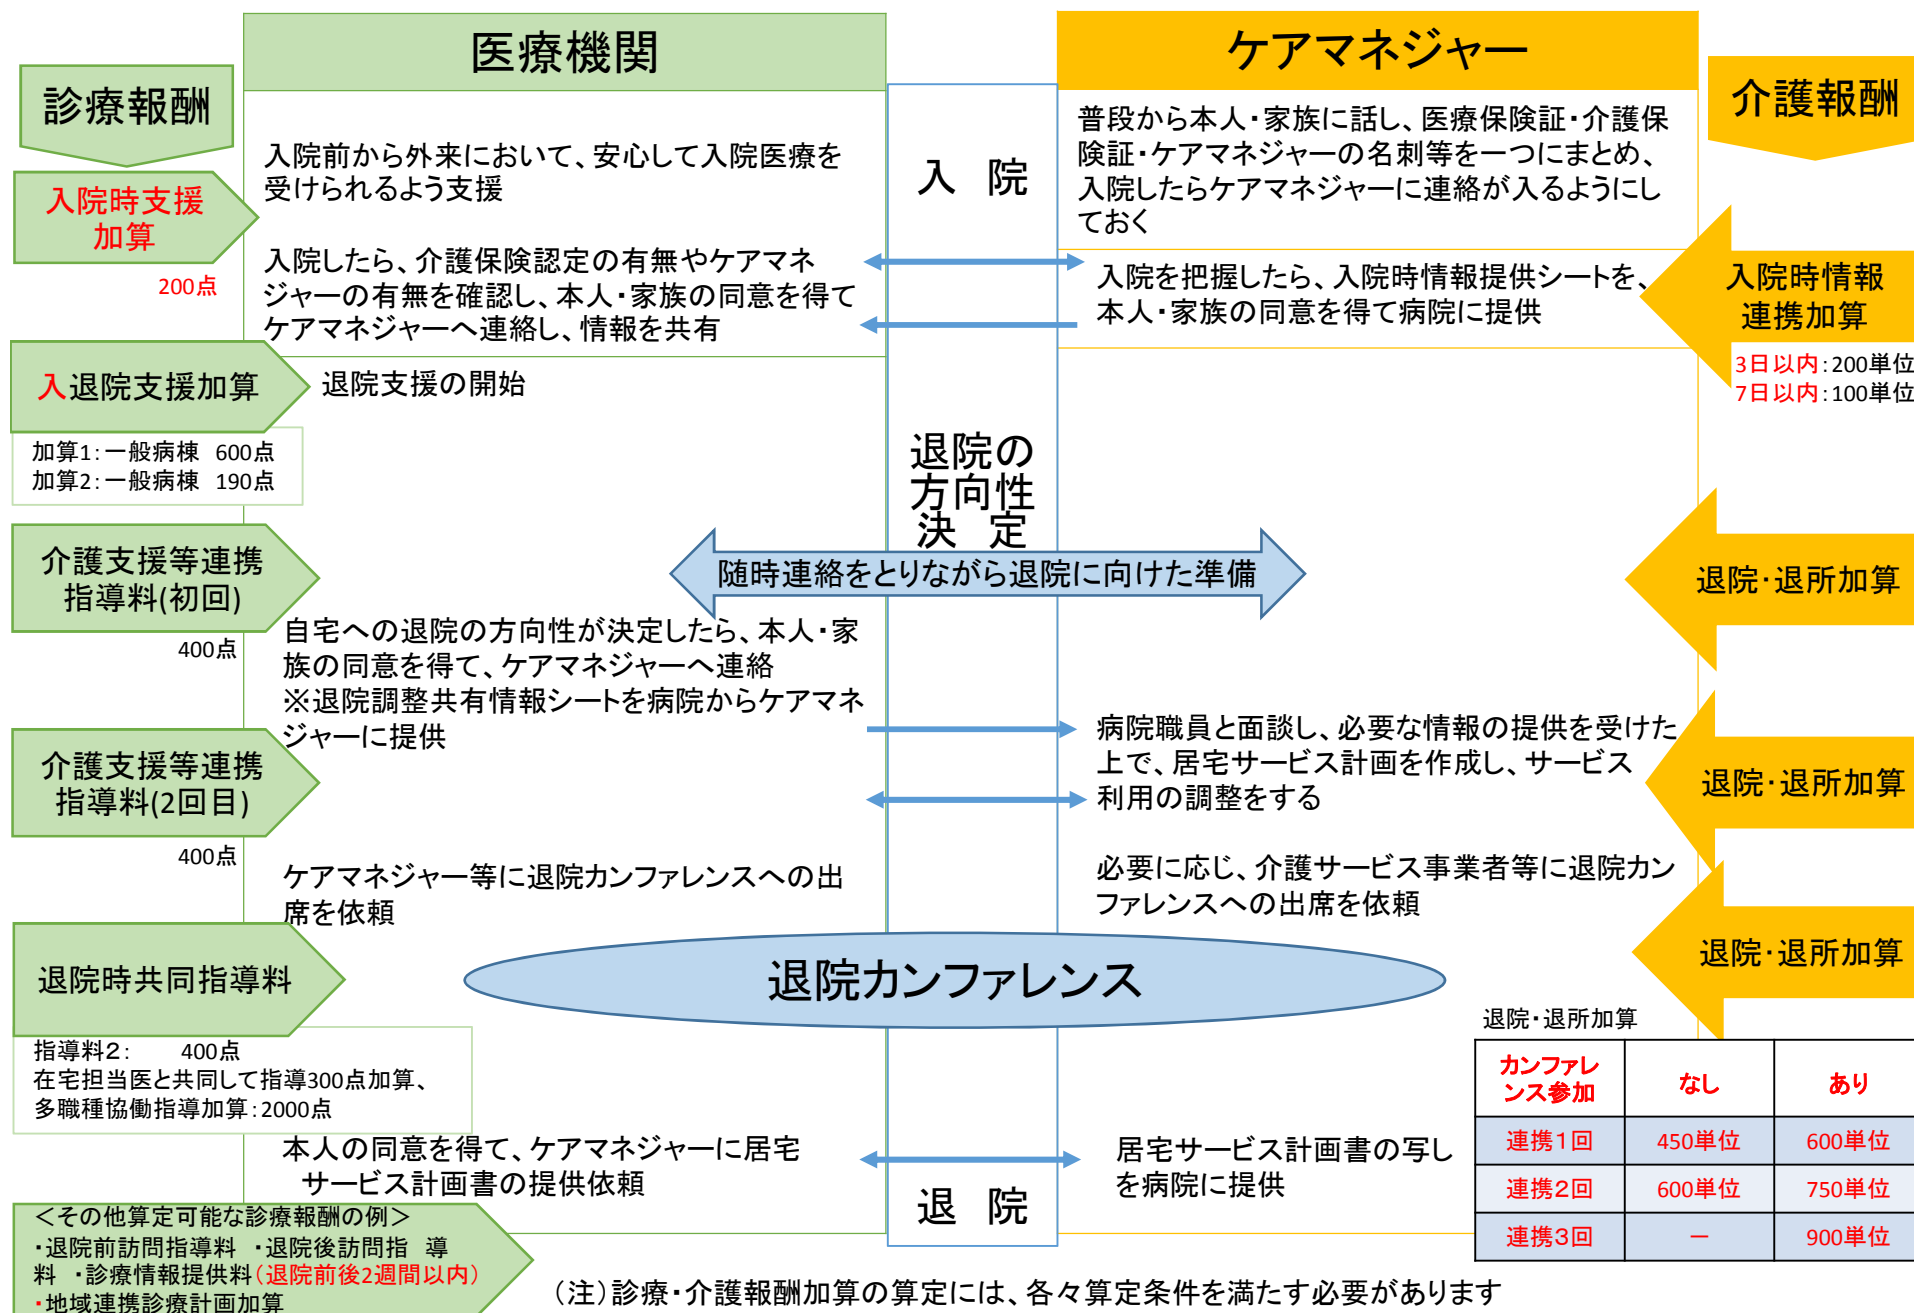 医療機関
ケアマネジャー
診療報酬
介護報酬
入院前から外来において、安心して入院医療を
受けられるよう支援
入　院
普段から本人・家族に話し、医療保険証・介護保
険証・ケアマネジャーの名刺等を一つにまとめ、
入院したらケアマネジャーに連絡が入るようにし
ておく
入院時支援
加算
200点
入院したら、介護保険認定の有無やケアマネ
ジャーの有無を確認し、本人・家族の同意を得て
ケアマネジャーへ連絡し、情報を共有
入院を把握したら、入院時情報提供シートを、
本人・家族の同意を得て病院に提供
入院時情報
連携加算
3日以内：200単位
7日以内：100単位
入退院支援加算
退院支援の開始
加算1：一般病棟　600点
加算2：一般病棟　190点
退院の
方向性
決　定
介護支援等連携
指導料(初回)
400点
随時連絡をとりながら退院に向けた準備
退院・退所加算
自宅への退院の方向性が決定したら、本人・家
族の同意を得て、ケアマネジャーへ連絡
※退院調整共有情報シートを病院からケアマネ
ジャーに提供
介護支援等連携
指導料(2回目)
400点
病院職員と面談し、必要な情報の提供を受けた
上で、居宅サービス計画を作成し、サービス
利用の調整をする
退院・退所加算
ケアマネジャー等に退院カンファレンスへの出
席を依頼
必要に応じ、介護サービス事業者等に退院カン
ファレンスへの出席を依頼
退院時共同指導料
退院カンファレンス
退院・退所加算
指導料２：　　400点
在宅担当医と共同して指導300点加算、
多職種協働指導加算：2000点
退院・退所加算
カンファレ
ンス参加
なし
あり
連携１回　450単位　600単位
連携２回　600単位　750単位
連携３回　－　900単位
本人の同意を得て、ケアマネジャーに居宅
サービス計画書の提供依頼
居宅サービス計画書の写し
を病院に提供
退　院
＜その他算定可能な診療報酬の例＞
・退院前訪問指導料　・退院後訪問指　導
料　・診療情報提供料（退院前後2週間以内）
・地域連携診療計画加算
（注）診療・介護報酬加算の算定には、各々算定条件を満たす必要があります